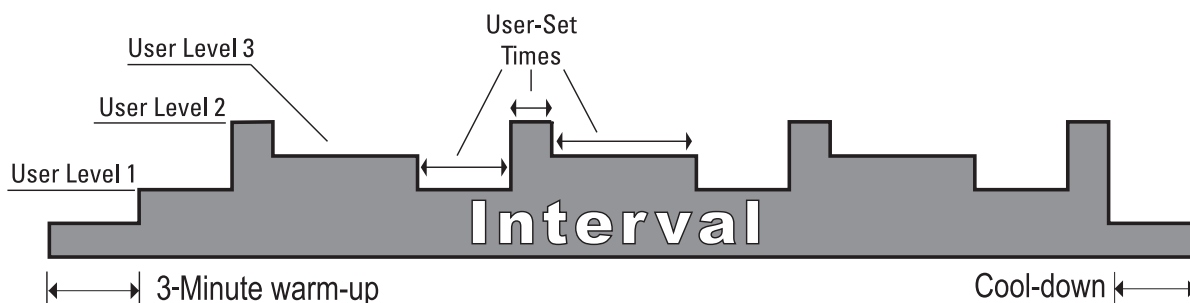 User-Set
Times
User Level 3
User Level 2
User Level 1
Interval
3-Minute warm-up
Cool-down